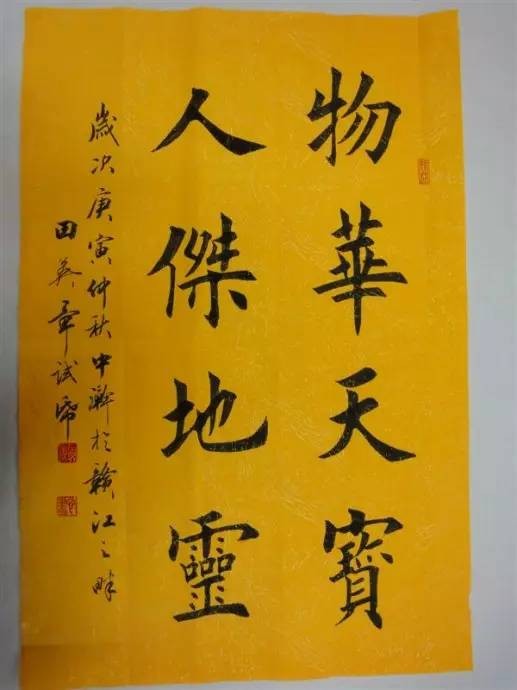 物華天寶
人傑地靈
歲次庚寅仲秋中澣於贛江之畔
田英章試筆